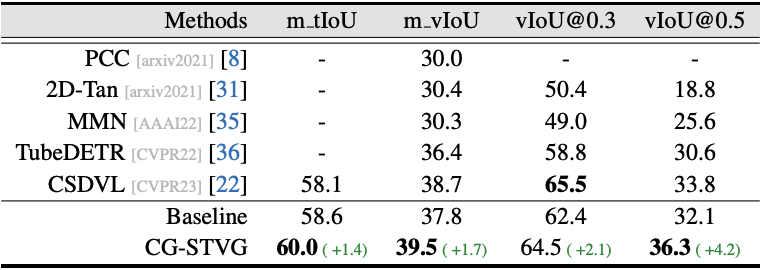 Methods m_tIoU m_vIoU vIoU@0.3 vIoU@0.5
PCC [arxiv2021] [8] - 30.0 - -
2D-Tan [arxiv2021] [31] - 30.4 50.4 18.8
MMN [AAAI22] [35] - 30.3 49.0 25.6
TubeDETR [CVPR22] [36] - 36.4 58.8 30.6
CSDVL [CVPR23] [22] 58.1 38.7 65.5 33.8
Baseline 58.6 37.8 62.4 32.1
CG-STVG 60.0 ( +1.4) 39.5 ( +1.7) 64.5 ( +2.1) 36.3 ( +4.2)